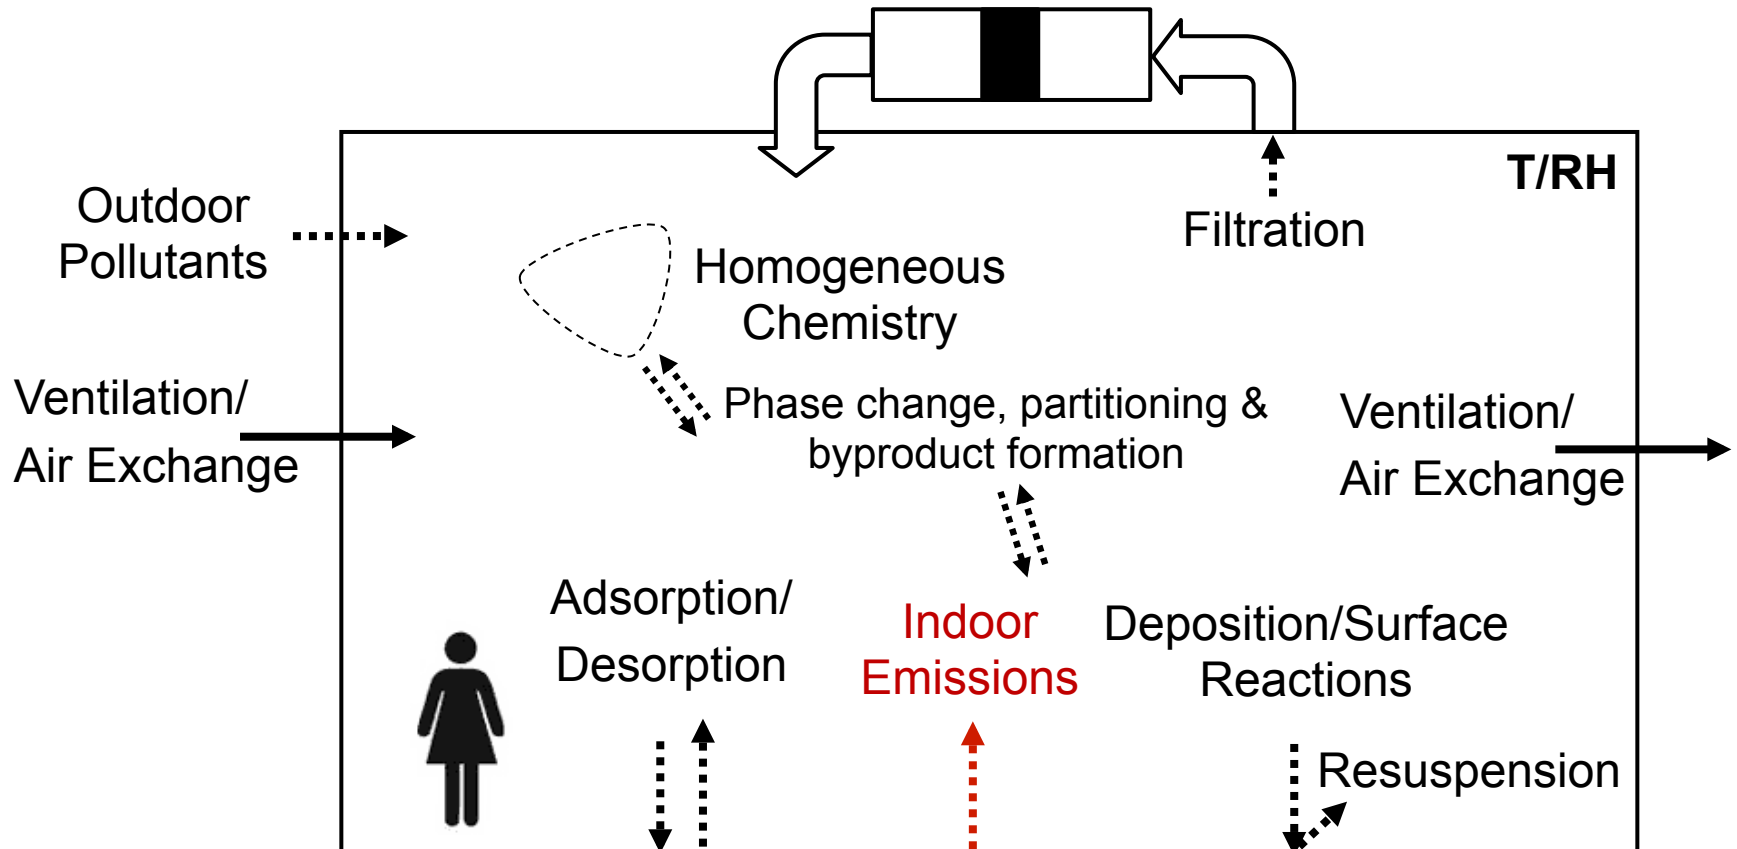 T/RH
Outdoor
Pollutants
Filtration
Homogeneous
Chemistry
Ventilation/
Air Exchange
Phase change, partitioning &
byproduct formation
Ventilation/
Air Exchange
Adsorption/
Desorption
Indoor
Emissions
Deposition/Surface
Reactions
Resuspension